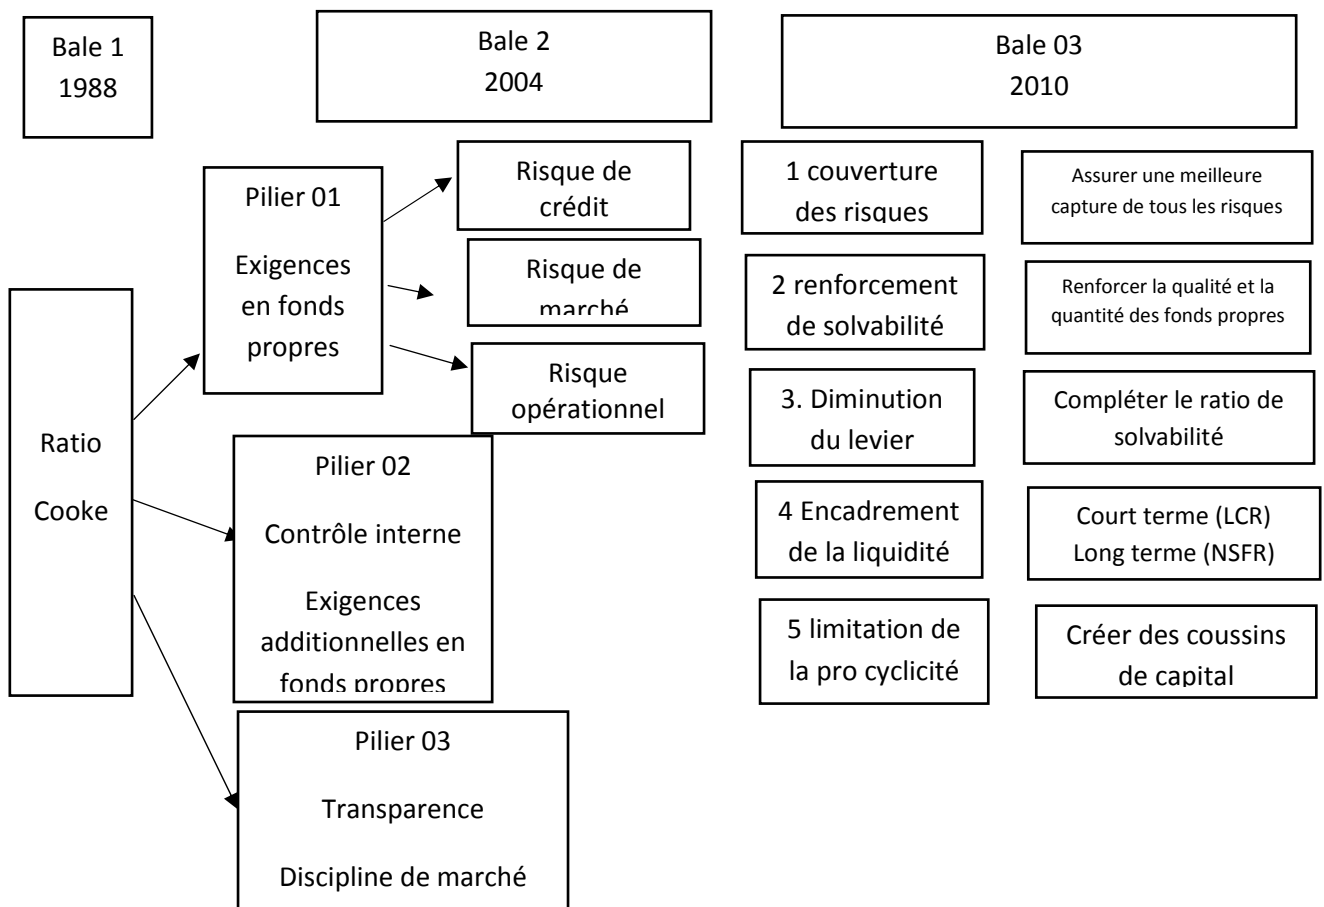 Bale 1
1988
Bale 2
2004
Bale 03
2010
Ratio
Cooke
Pilier 01
Exigences
en fonds
propres
Risque de
crédit
Risque de
marché
Risque
opérationnel
Pilier 02
Contrôle interne
Exigences
additionnelles en
fonds propres
Pilier 03
Transparence
Discipline de marché
1 couverture
des risques
Assurer une meilleure
capture de tous les risques
2 renforcement
de solvabilité
Renforcer la qualité et la
quantité des fonds propres
3. Diminution
du levier
Compléter le ratio de
solvabilité
4 Encadrement
de la liquidité
Court terme (LCR)
Long terme (NSFR)
5 limitation de
la pro cyclicité
Créer des coussins
de capital